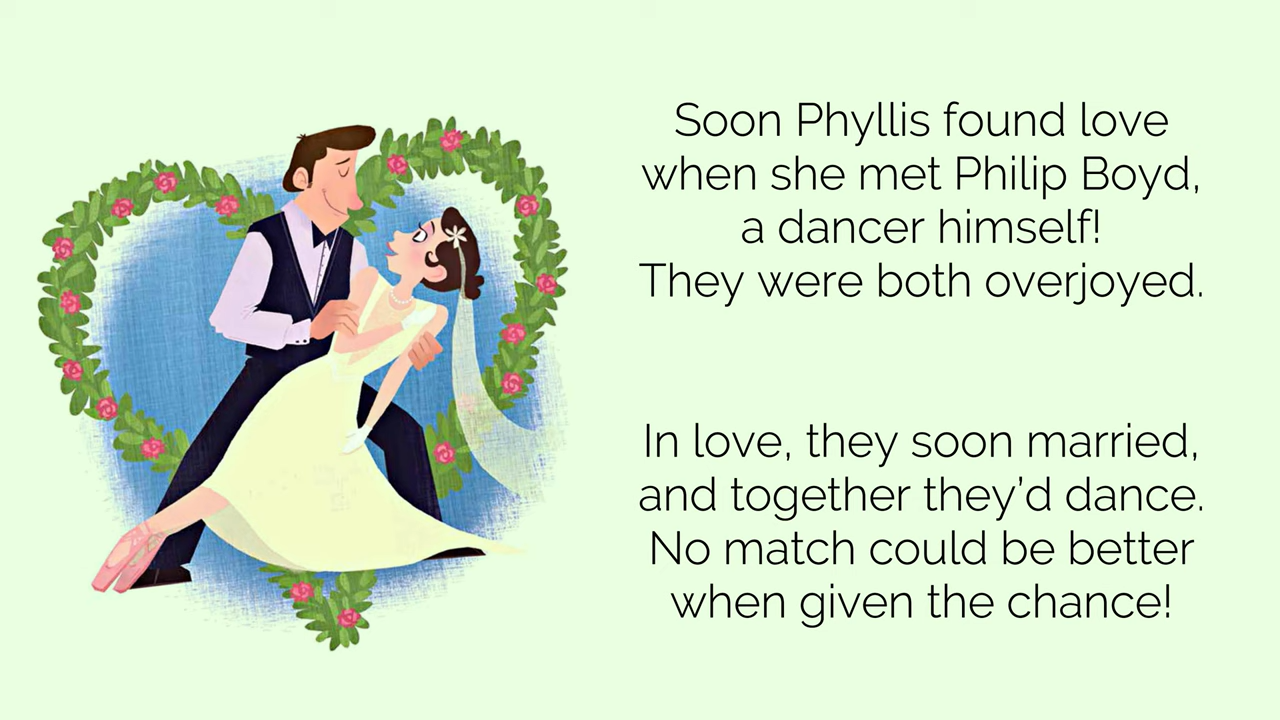 Soon Phyllis found love
when she met Philip Boyd,
a dancer himself!
They were both overjoyed.
In love, they soon married,
and together they’d dance.
No match could be better
when given the chance!